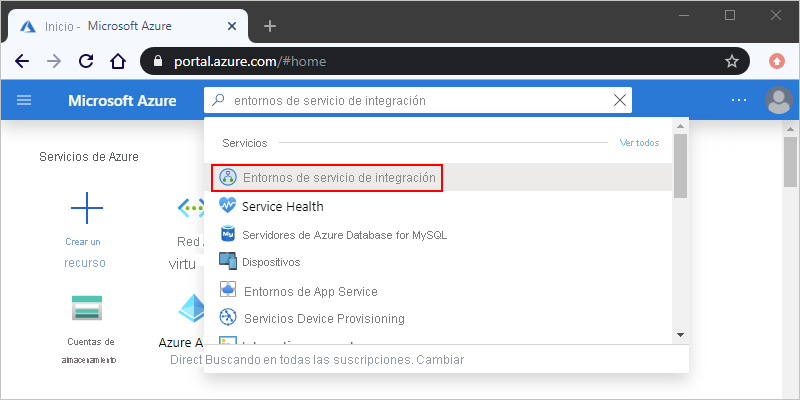 Inicio - Microsoft Azure
portal.azure.com/#home
Microsoft Azure
entornos de servicio de integración
Servicios
Ver todos
Servicios de Azure
Entornos de servicio de integración
Service Health
Servidores de Azure Database for MySQL
Dispositivos
Entornos de App Service
Servicios Device Provisioning
Crear un
recurso
Red
virtu
Cuentas de
almacenamiento
Azure A
Direct Buscando en todas las suscripciones. Cambiar